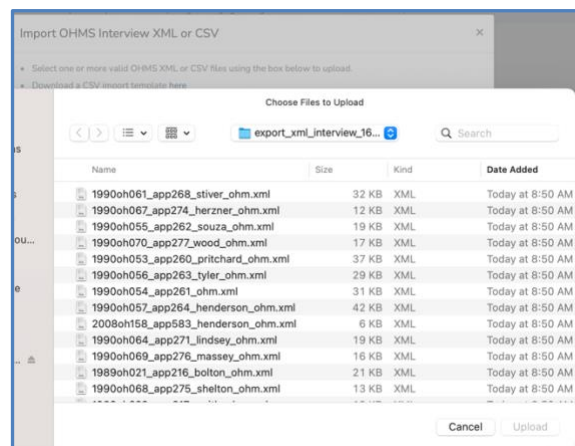 Import OHMS Interview XML or CSV ×
• Select one or more valid OHMS XML or CSV files using the box below to upload.
• Download a CSV import template here
Choose Files to Upload
export_xml_interview_16... Search
Name Size Kind Date Added
1990oh061_app268_stiver_ohm.xml 32 KB XML Today at 8:50 AM
1990oh067_app274_herzner_ohm.xml 12 KB XML Today at 8:50 AM
1990oh055_app262_souza_ohm.xml 19 KB XML Today at 8:50 AM
1990oh070_app277_wood_ohm.xml 17 KB XML Today at 8:50 AM
1990oh053_app260_pritchard_ohm.xml 37 KB XML Today at 8:50 AM
1990oh056_app263_tyler_ohm.xml 29 KB XML Today at 8:50 AM
1990oh054_app261_ohm.xml 31 KB XML Today at 8:50 AM
1990oh057_app264_henderson_ohm.xml 42 KB XML Today at 8:50 AM
2008oh158_app583_henderson_ohm.xml 6 KB XML Today at 8:50 AM
1990oh064_app271_lindsey_ohm.xml 19 KB XML Today at 8:50 AM
1990oh069_app276_massey_ohm.xml 16 KB XML Today at 8:50 AM
1989oh021_app216_bolton_ohm.xml 21 KB XML Today at 8:50 AM
1990oh068_app275_shelton_ohm.xml 13 KB XML Today at 8:50 AM
Cancel Upload